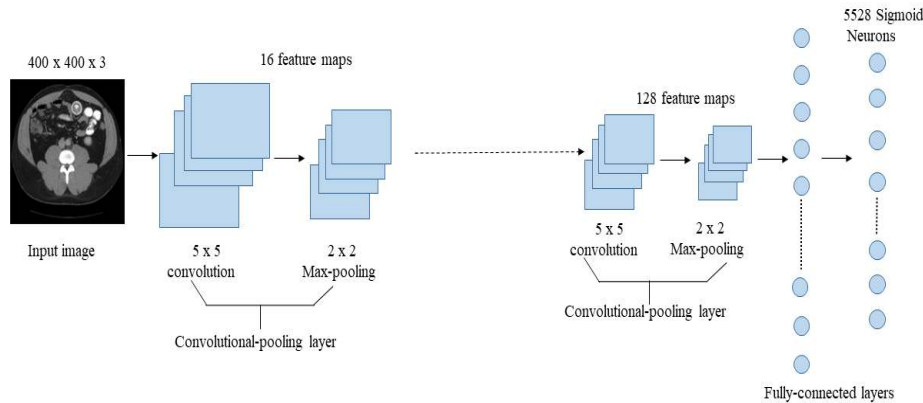 5528 Sigmoid
Neurons
400 x 400 x 3
16 feature maps
128 feature maps
Input image
5 x 5
convolution
2 x 2
Max-pooling
Convolutional-pooling layer
5 x 5
convolution
2 x 2
Max-pooling
Convolutional-pooling layer
Fully-connected layers